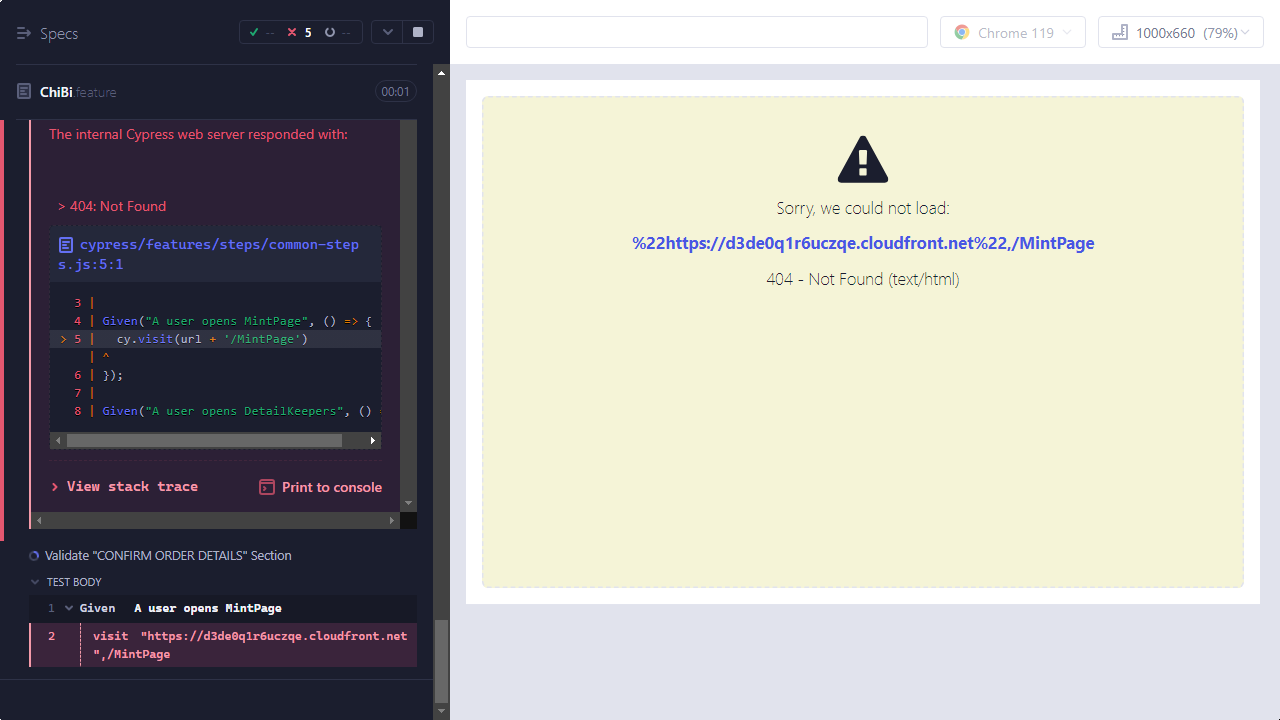 Specs
-- 5 --
ChiBi.feature 00:01
The internal Cypress web server responded with:
> 404: Not Found
cypress/features/steps/common-step
s.js:5:1
3 |
4 | Given("A user opens MintPage", () => {
> 5 | cy.visit(url + '/MintPage')
| ^
6 | });
7 |
8 | Given("A user opens DetailKeepers", () =
View stack trace
Print to console
Validate "CONFIRM ORDER DETAILS" Section
TEST BODY
1 Given A user opens MintPage
2 visit "https://d3de0q1r6uczqe.cloudfront.net
",/MintPage
Chrome 119
1000x660 (79%)
Sorry, we could not load:
%22https://d3de0q1r6uczqe.cloudfront.net%22,/MintPage
404 - Not Found (text/html)